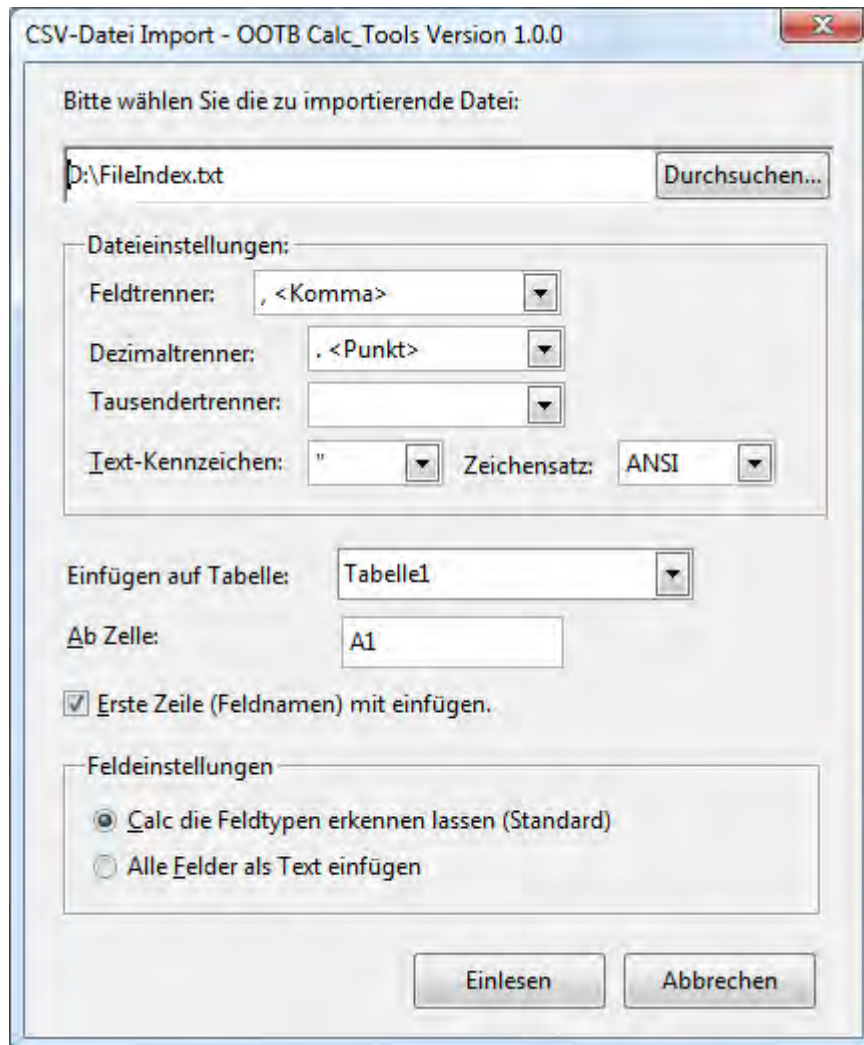 CSV-Datei Import - OOTB Calc_Tools Version 1.0.0
Bitte wählen Sie die zu importierende Datei:
D:\FileIndex.txt Durchsuchen...
Dateieinstellungen:
Feldtrenner: , <Komma>
Dezimaltrenner: . <Punkt>
Tausendertrenner:
Text-Kennzeichen: " Zeichensatz: ANSI
Einfügen auf Tabelle: Tabelle1
Ab Zelle: A1
Erste Zeile (Feldnamen) mit einfügen.
Feldeinstellungen
Calc die Feldtypen erkennen lassen (Standard)
Alle Felder als Text einfügen
Einlesen Abbrechen